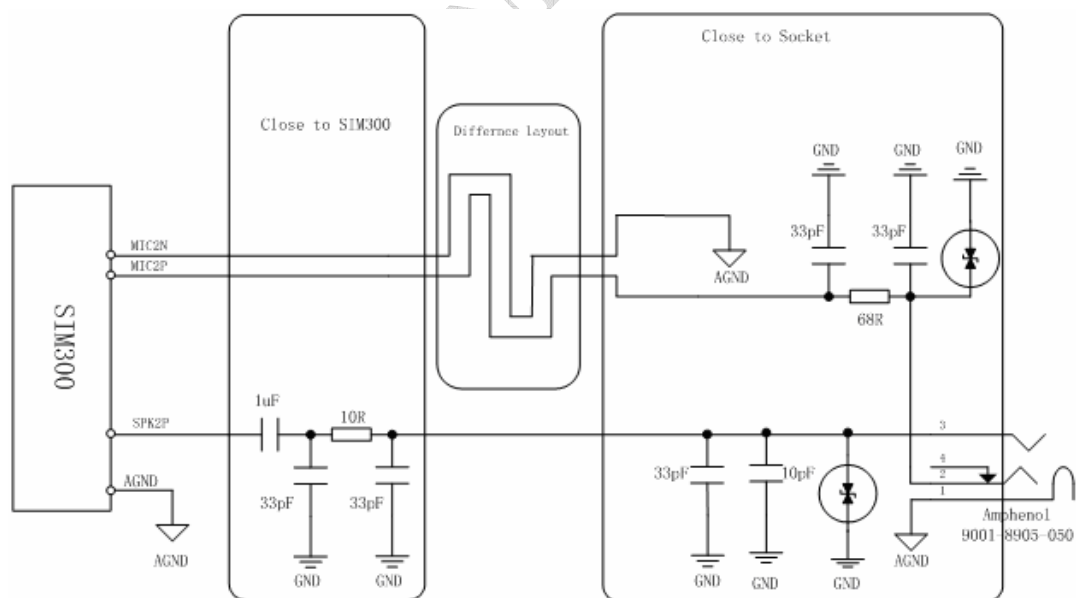 Close to Socket
Close to SIM300
Differnce layout
GND
GND
GND
MIC2N
MIC2P
33pF
33pF
AGND
68R
SIM300
1uF
10R
SPK2P
3
4
2
1
33pF
10pF
AGND
33pF
33pF
Amphenol
9001-8905-050
AGND
AGND
GND
GND
GND
GND
GND